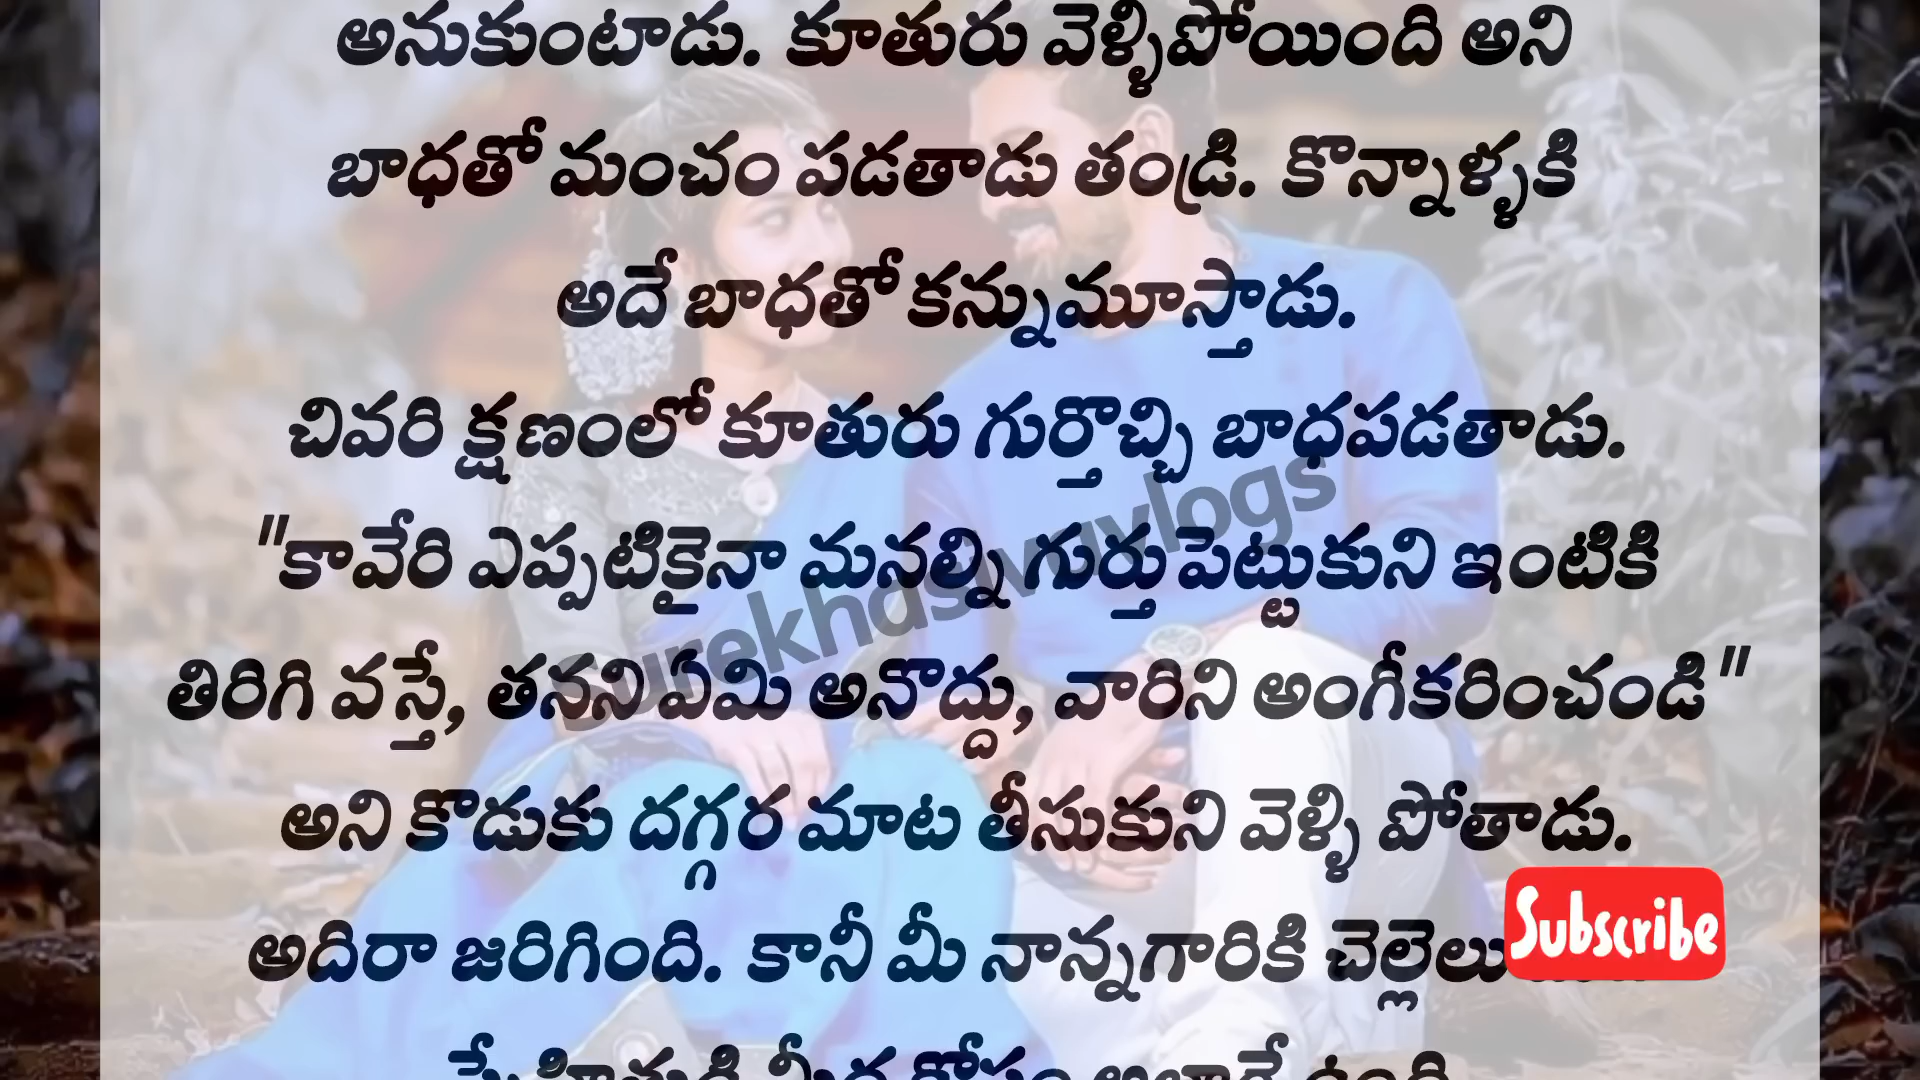 అనుకుంటాడు. కూతురు వెళ్ళిపోయింది అని
బాధతో మంచం పడతాడు తండ్రి. కొన్నాళ్ళకి
అదే బాధతో కన్నుమూస్తాడు.
చివరి క్షణంలో కూతురు గుర్తొచ్చి బాధపడతాడు.
"కావేరి ఎప్పటికైనా మనల్ని గుర్తుపెట్టుకుని ఇంటికి
తిరిగి వస్తే, తననిఏమి అనొద్దు, వారిని అంగీకరించండి"
అని కొడుకు దగ్గర మాట తీసుకుని వెళ్ళి పోతాడు.
అదిరా జరిగింది. కానీ మీ నాన్నగారికి చెల్లెలు
Subscribe